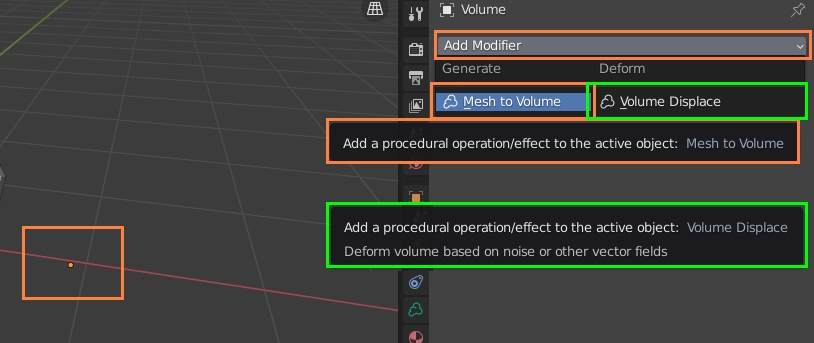 Volume
Add Modifier
Generate Deform
Mesh to Volume Volume Displace
Add a procedural operation/effect to the active object: Mesh to Volume
Add a procedural operation/effect to the active object: Volume Displace
Deform volume based on noise or other vector fields